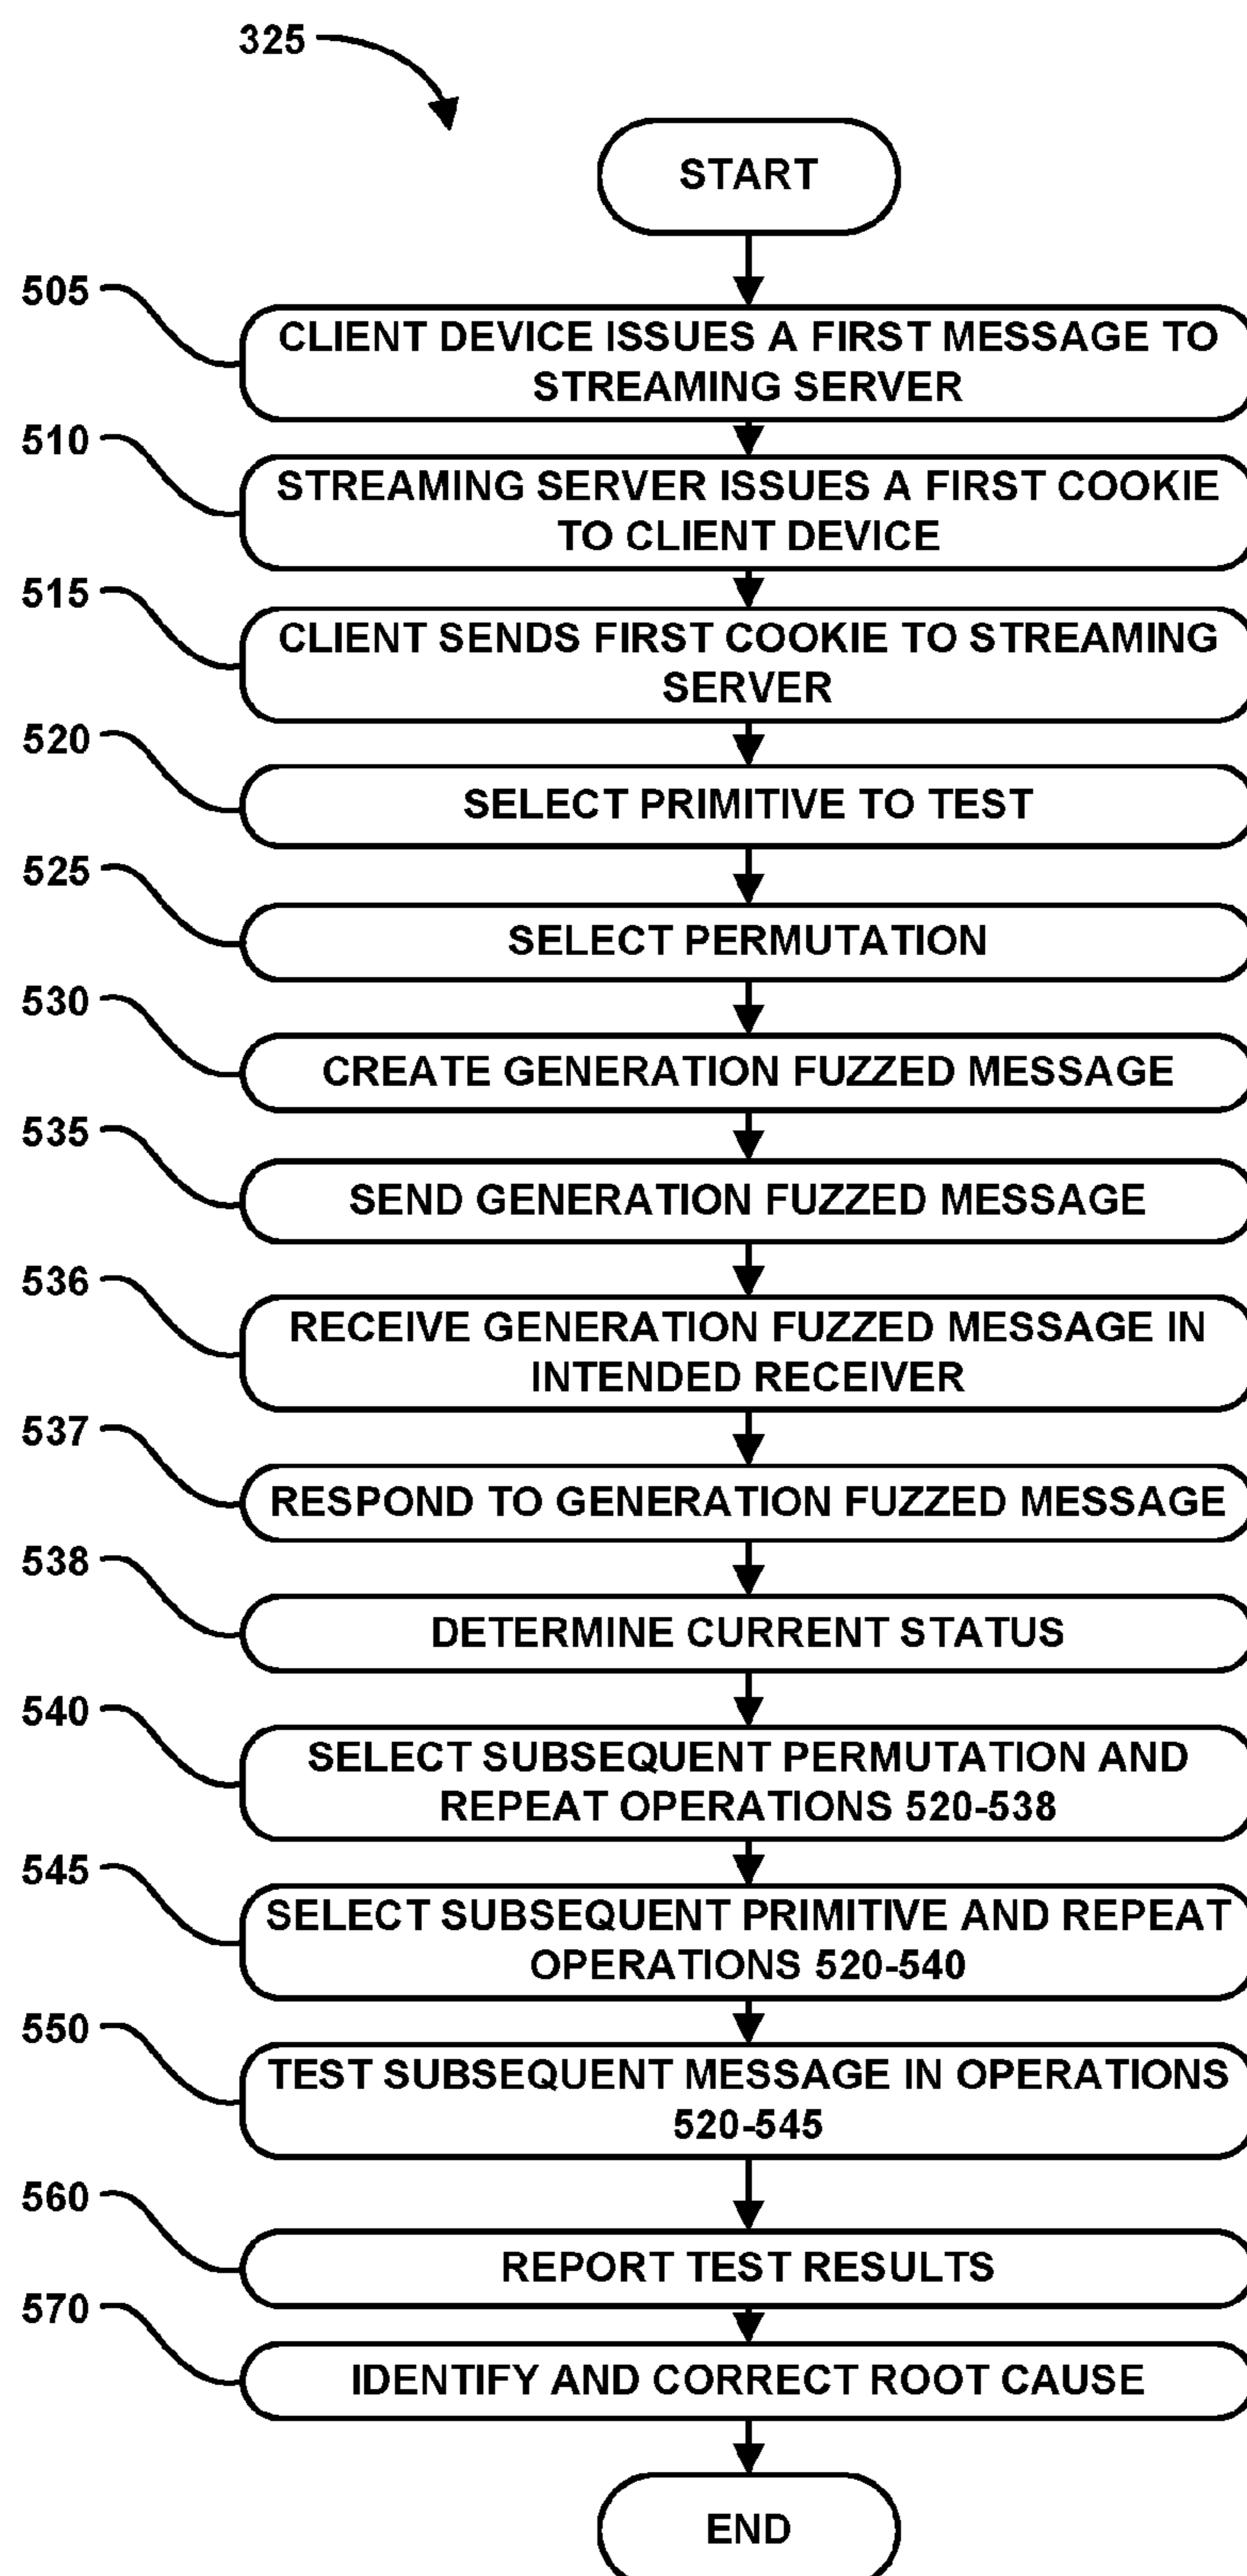 325
START
505
CLIENT DEVICE ISSUES A FIRST MESSAGE TO
STREAMING SERVER
510
STREAMING SERVER ISSUES A FIRST COOKIE
TO CLIENT DEVICE
515
CLIENT SENDS FIRST COOKIE TO STREAMING
SERVER
520
SELECT PRIMITIVE TO TEST
525
SELECT PERMUTATION
530
CREATE GENERATION FUZZED MESSAGE
535
SEND GENERATION FUZZED MESSAGE
536
RECEIVE GENERATION FUZZED MESSAGE IN
INTENDED RECEIVER
537
RESPOND TO GENERATION FUZZED MESSAGE
538
DETERMINE CURRENT STATUS
540
SELECT SUBSEQUENT PERMUTATION AND
REPEAT OPERATIONS 520-538
545
SELECT SUBSEQUENT PRIMITIVE AND REPEAT
OPERATIONS 520-540
550
TEST SUBSEQUENT MESSAGE IN OPERATIONS
520-545
560
REPORT TEST RESULTS
570
IDENTIFY AND CORRECT ROOT CAUSE
END